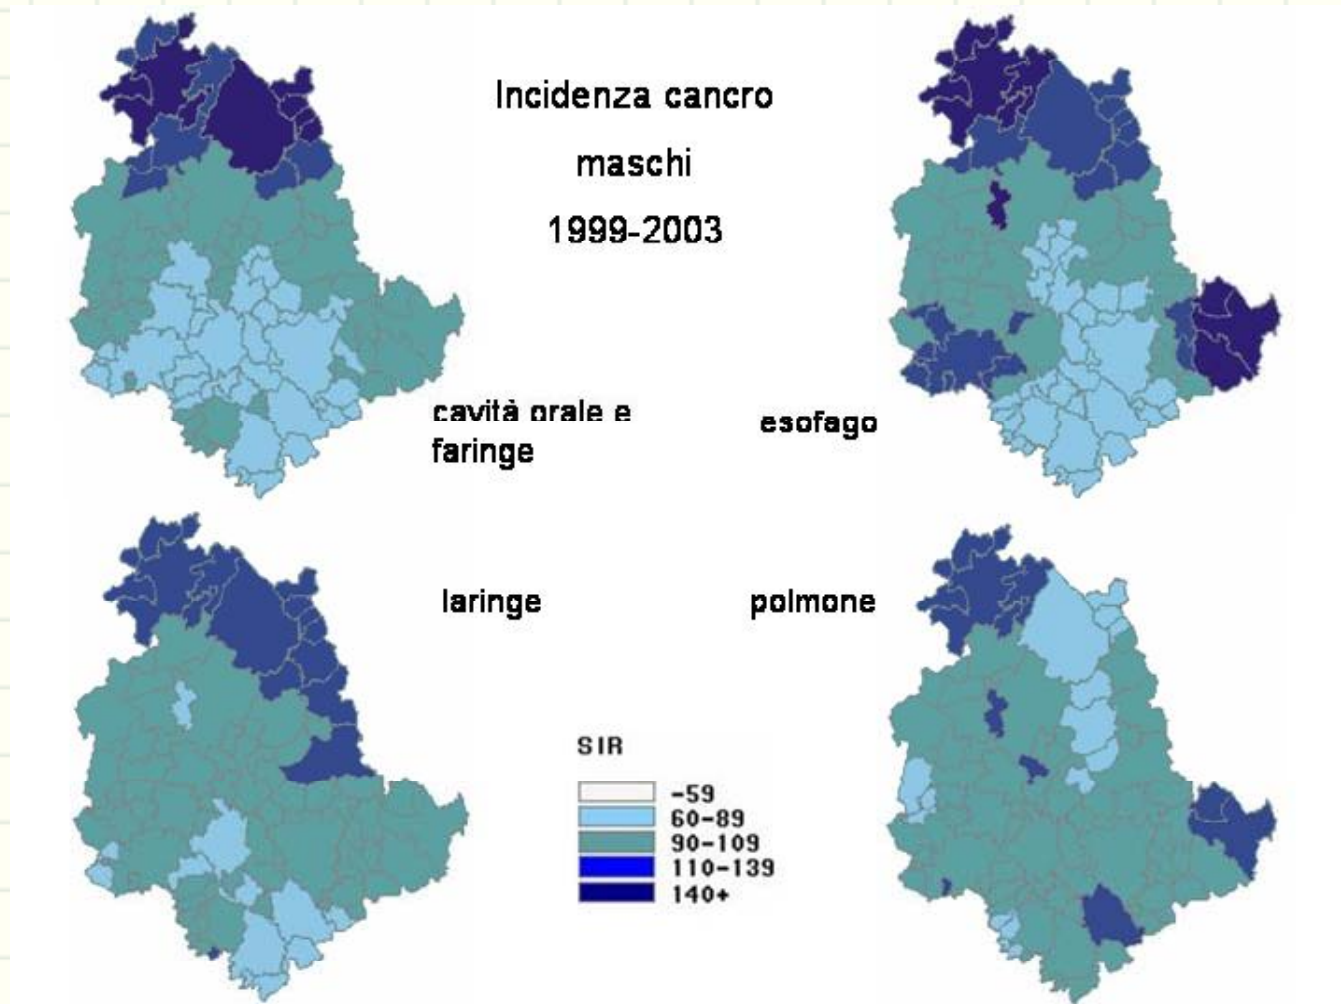 Incidenza cancro
maschi
1999-2003
cavità orale e
faringe
esofago
laringe
polmone
SIR
-59
60-89
90-109
110-139
140+